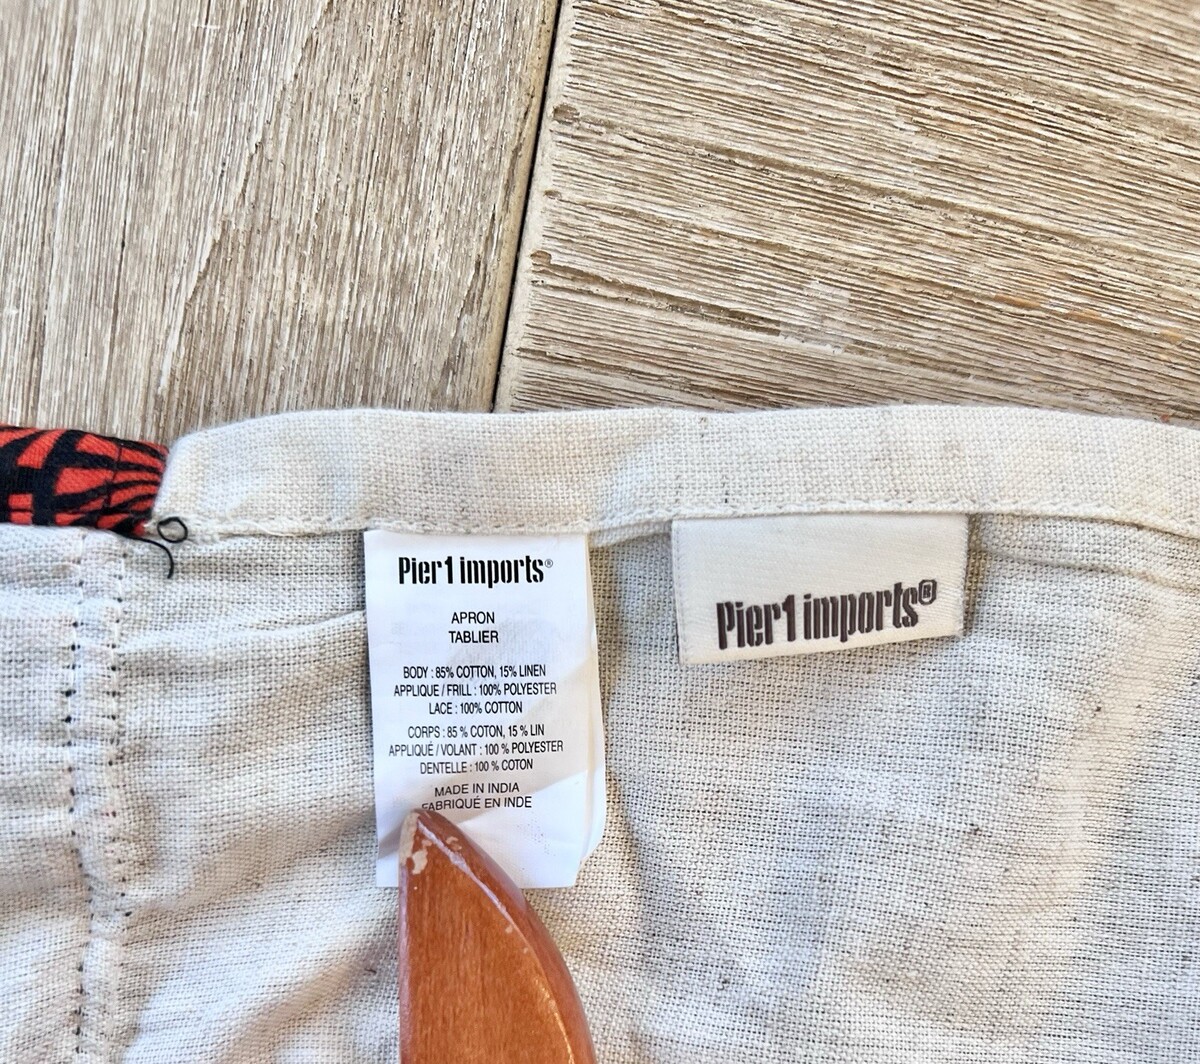 Pier1 imports®
APRON
TABLIER
BODY : 85% COTTON, 15% LINEN
APPLIQUE / FRILL : 100% POLYESTER
LACE : 100% COTTON
CORPS : 85 % COTON, 15 % LIN
APPLIQUÉ / VOLANT : 100 % POLYESTER
DENTELLE : 100 % COTON
MADE IN INDIA
FABRIQUÉ EN INDE
Pier1 imports®